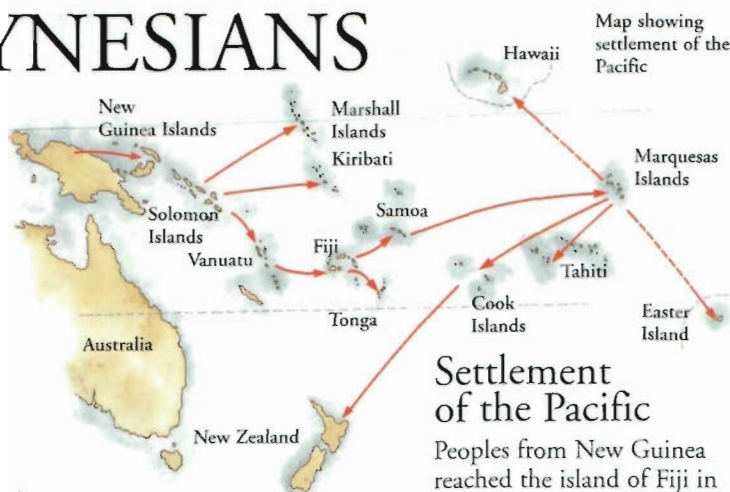 YNESIANS
Map showing
settlement of the
Pacific
Hawaii
New
Guinea Islands
Marshall
Islands
Kiribati
Marquesas
Islands
Solomon
Islands
Samoa
Vanuatu
Fiji
Tahiti
Tonga
Cook
Islands
Easter
Island
Australia
New Zealand
Settlement
of the Pacific
Peoples from New Guinea
reached the island of Fiji in